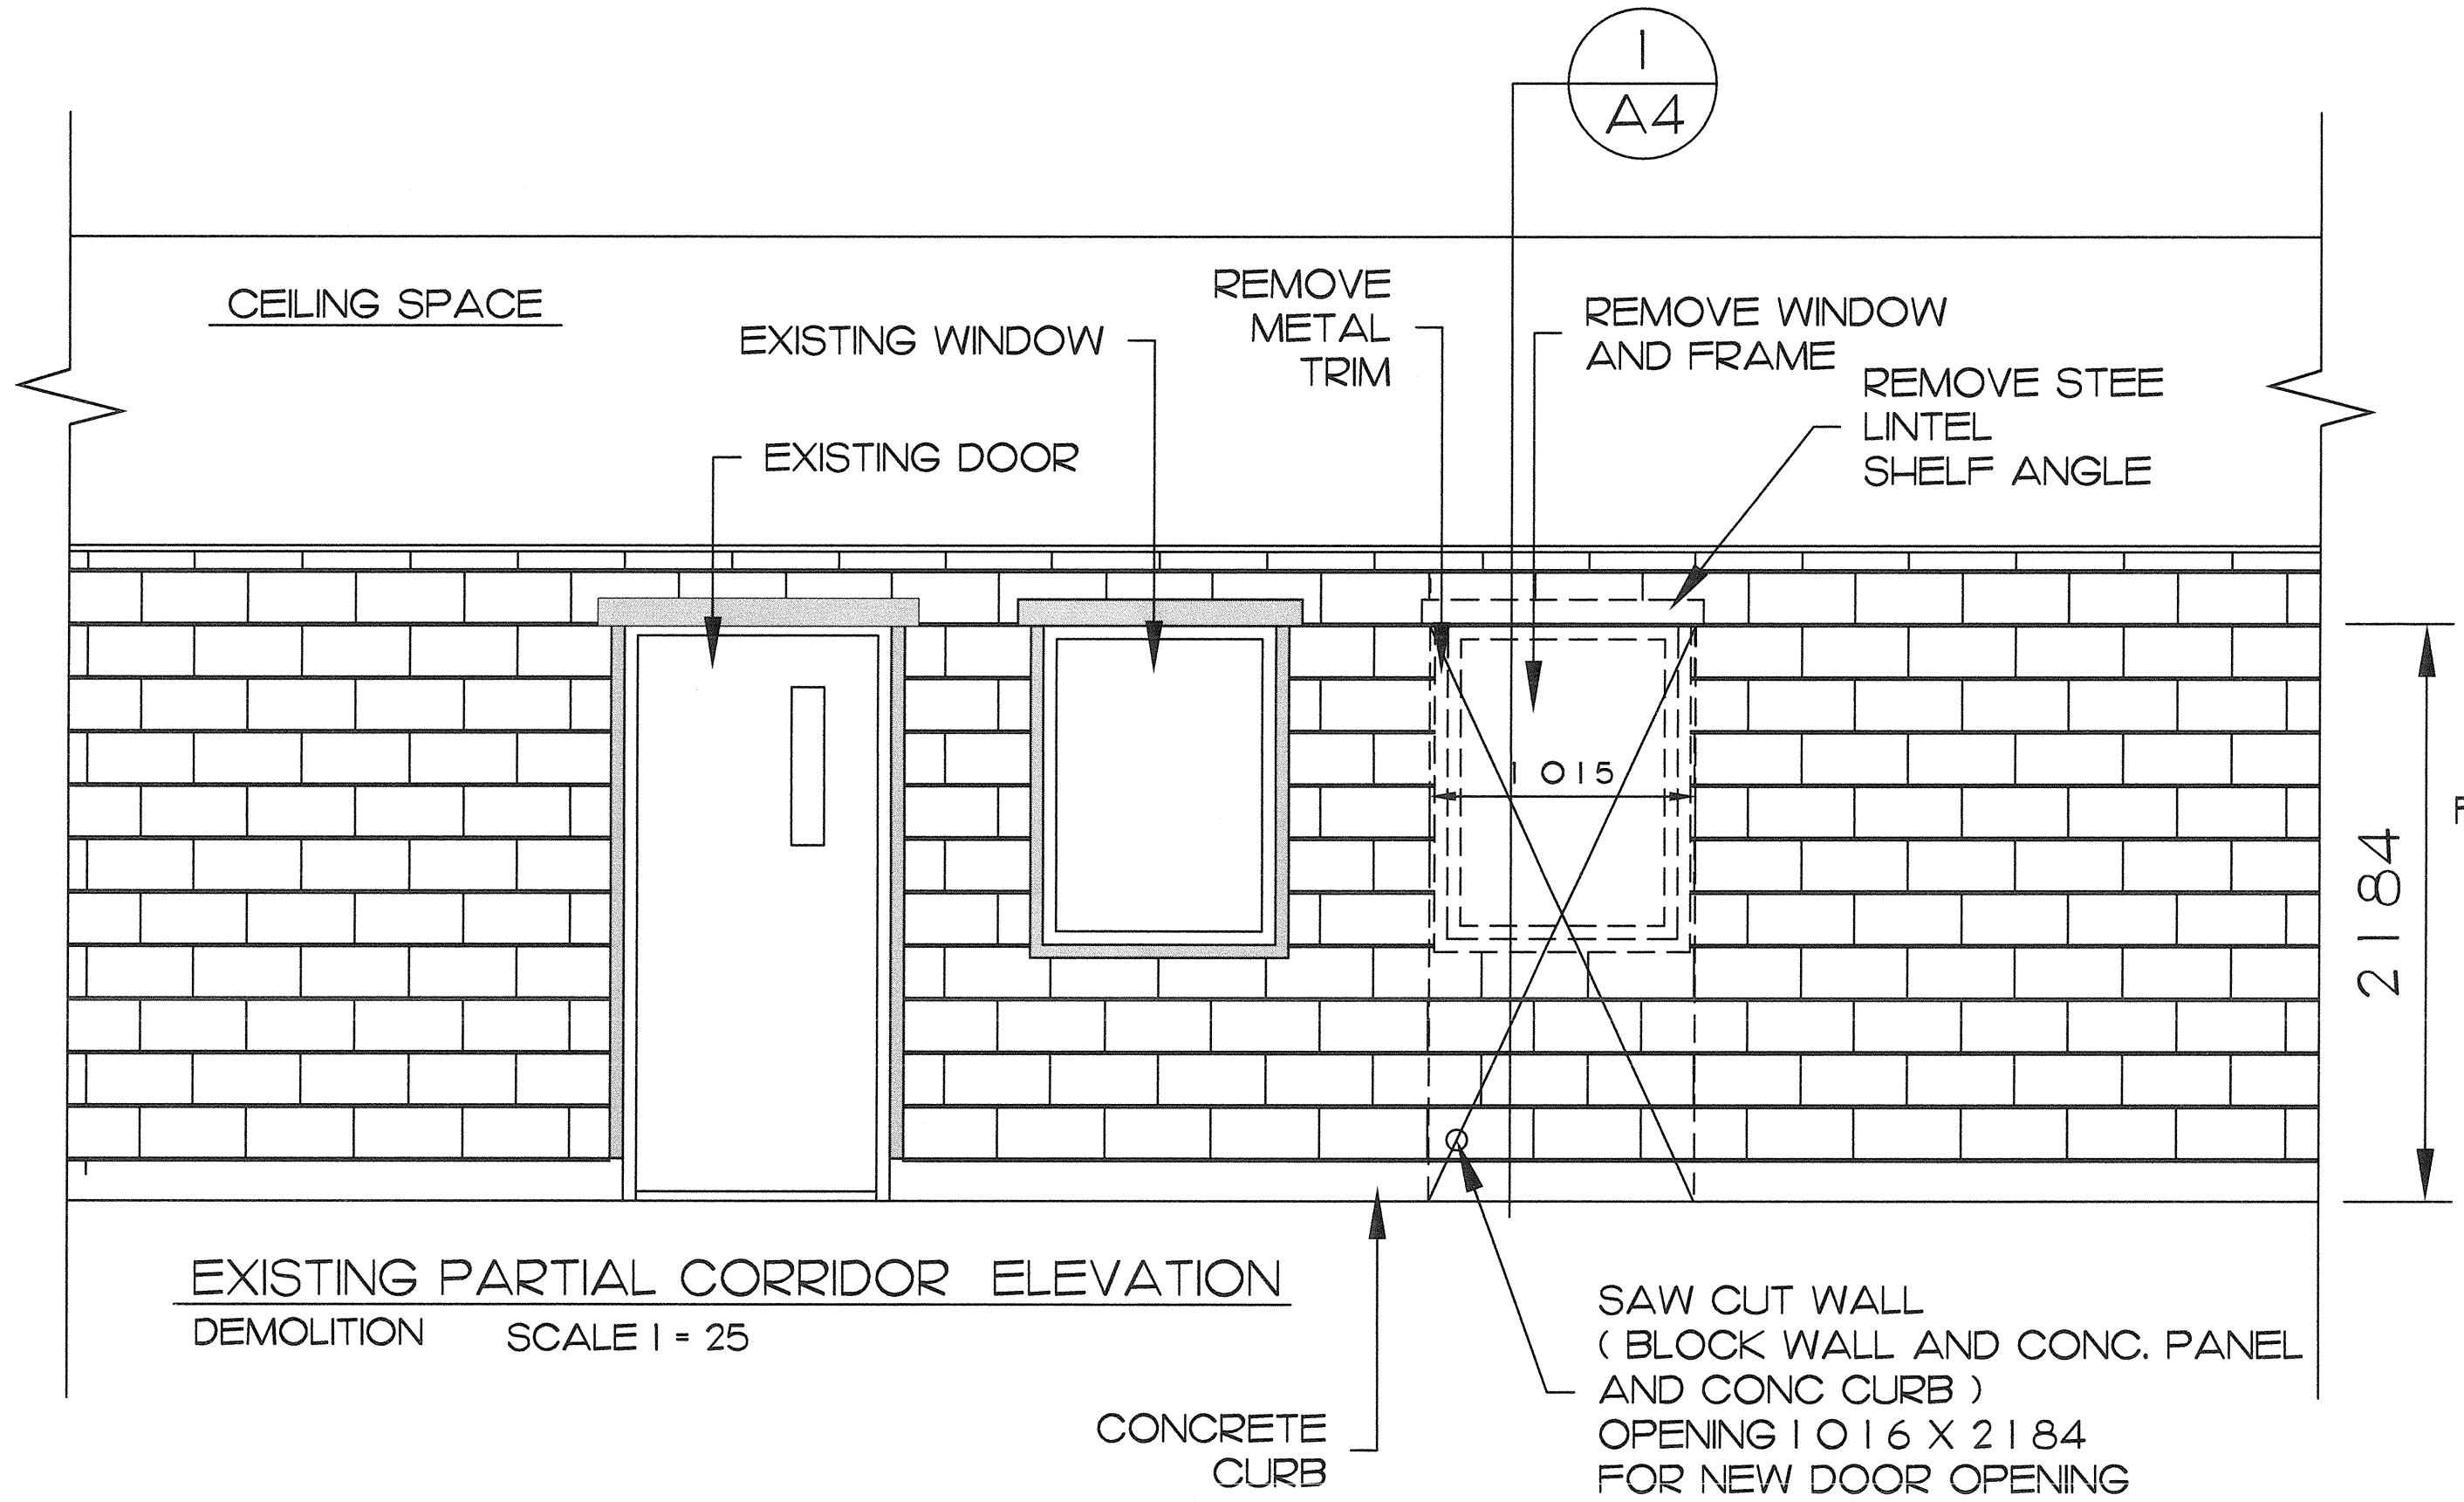 1
A4
CEILING SPACE
EXISTING WINDOW
EXISTING DOOR
REMOVE
METAL
TRIM
REMOVE WINDOW
AND FRAME
REMOVE STEE
LINTEL
SHELF ANGLE
1 015
2184
EXISTING PARTIAL CORRIDOR ELEVATION
DEMOLITION SCALE 1 = 25
CONCRETE
CURB
SAW CUT WALL
( BLOCK WALL AND CONC. PANEL
AND CONC CURB )
OPENING 1016 X 2184
FOR NEW DOOR OPENING